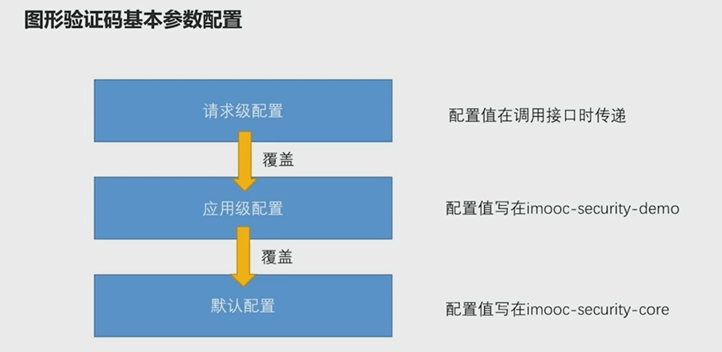 图形验证码基本参数配置
请求级配置
配置值在调用接口时传递
覆盖
应用级配置
配置值写在imooc-security-demo
覆盖
默认配置
配置值写在imooc-security-core